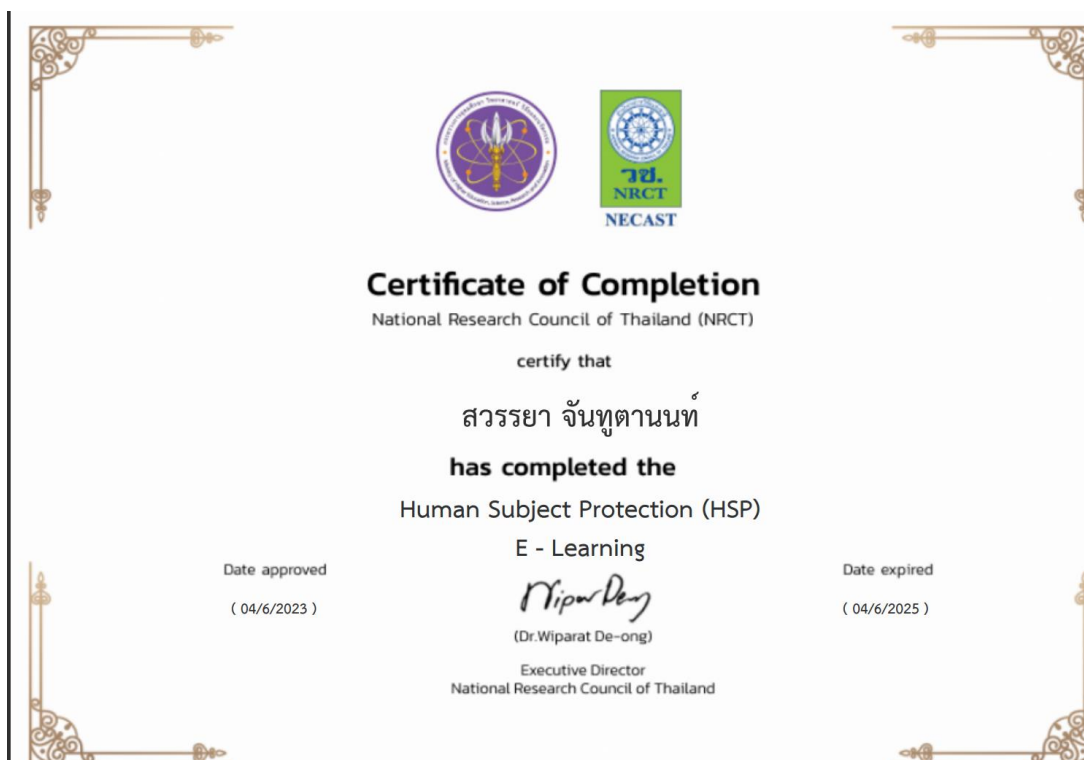 วช.
NRCT
NECAST
Certificate of Completion
National Research Council of Thailand (NRCT)
certify that
สวรรยา จันทูตานนท์
has completed the
Human Subject Protection (HSP)
E - Learning
Date approved
Date expired
( 04/6/2023 )
( 04/6/2025 )
(Dr.Wiparat De-ong)
Executive Director
National Research Council of Thailand